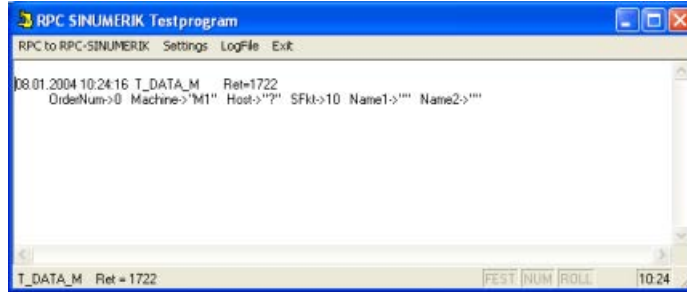 RPC SINUMERIK Testprogram
RPC to RPC-SINUMERIK Settings LogFile Exit
08.01.2004 10:24:16 T_DATA_M Ret=1722
OrderNum->0 Machine->"M1" Host->"?" SFkt->10 Name1->"" Name2->""
T_DATA_M Ret = 1722 FEST NUM ROLL 10:24